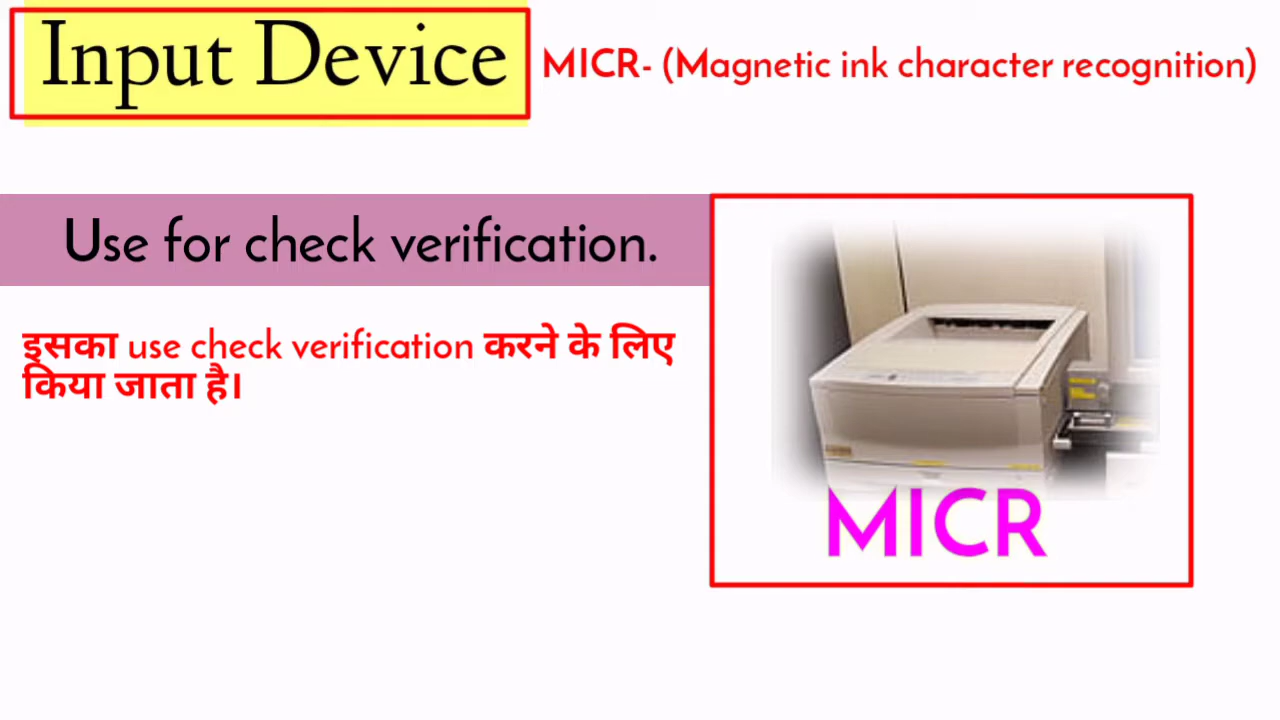 Input Device
MICR- (Magnetic ink character recognition)
Use for check verification.
इसका use check verification करने के लिए
किया जाता है।
MICR